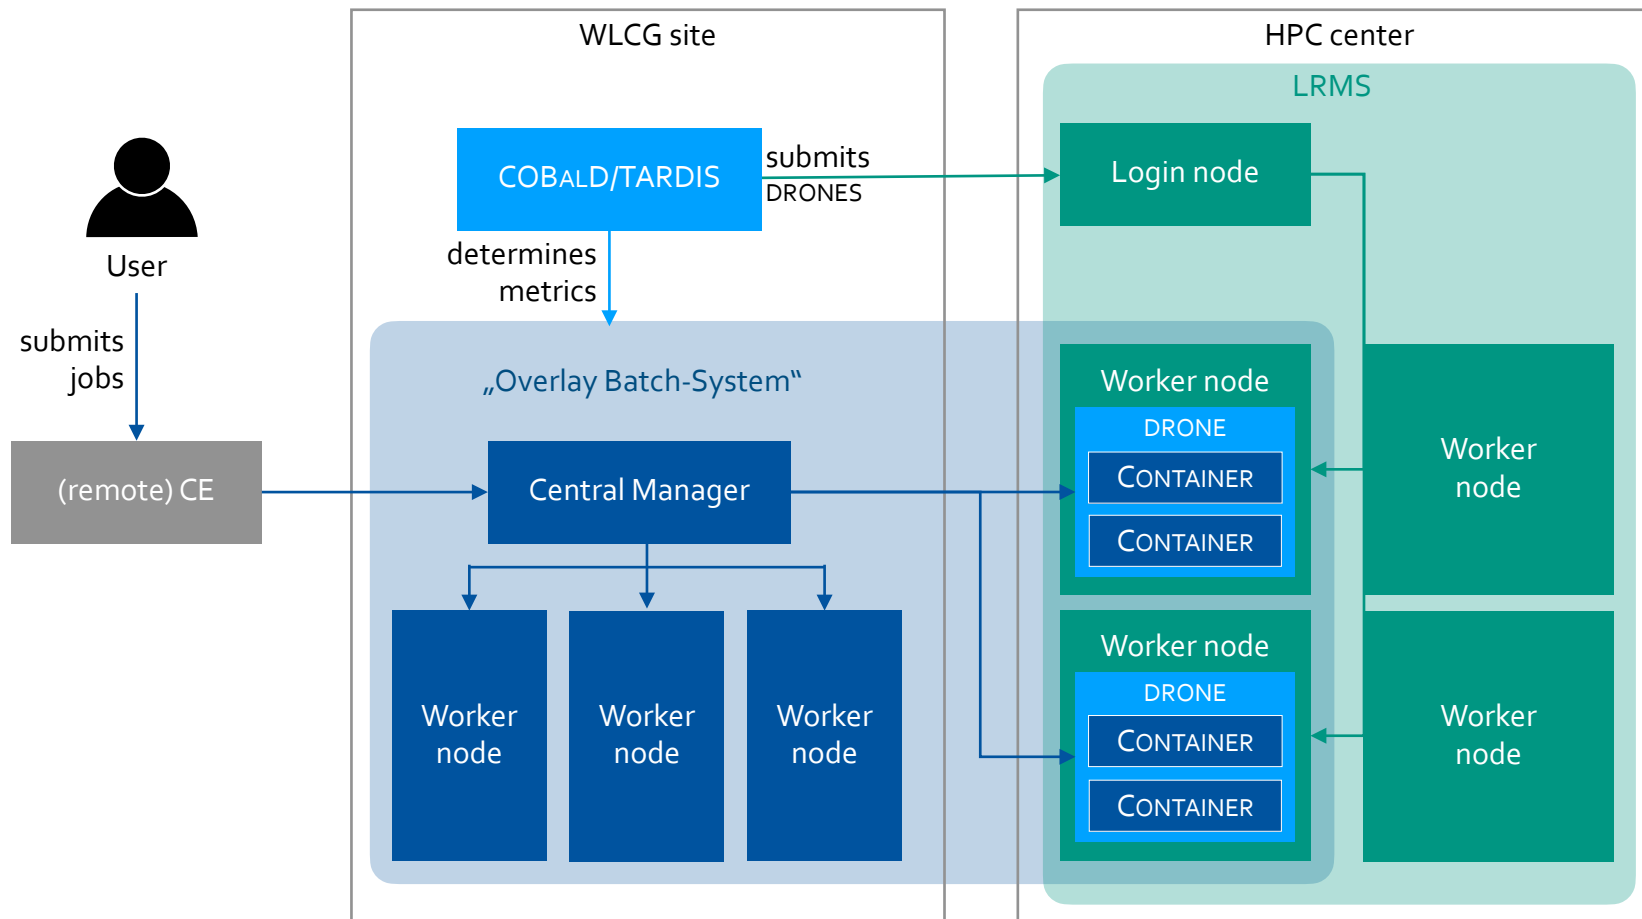 WLCG site
HPC center
LRMS
COBALD/TARDIS
submits
DRONES
Login node
User
determines
metrics
submits
jobs
„Overlay Batch-System“
(remote) CE
Central Manager
Worker
node
Worker
node
Worker
node
Worker node
DRONE
CONTAINER
CONTAINER
Worker
node
Worker node
DRONE
CONTAINER
CONTAINER
Worker
node